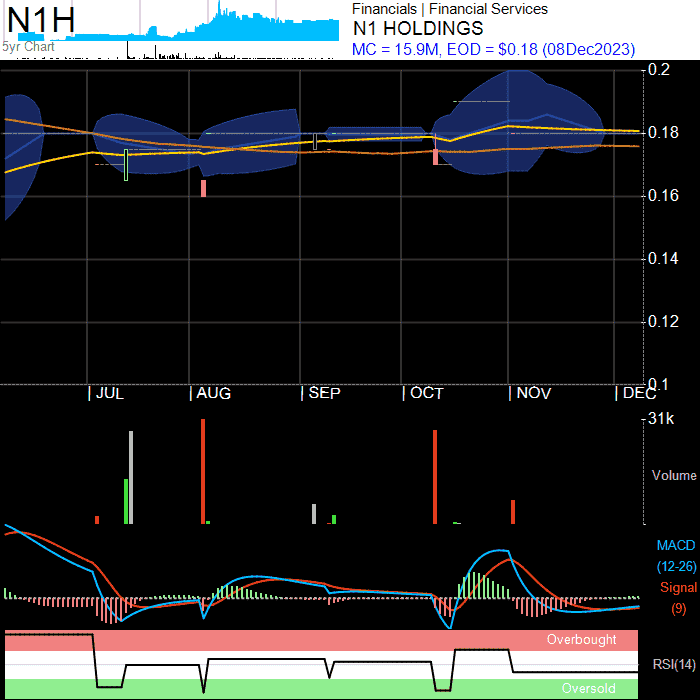 N1H
Financials | Financial Services
N1 HOLDINGS
5yr Chart
MC = 15.9M, EOD = $0.18 (08Dec2023)
0.2
0.18
0.16
0.14
0.12
0.1
| JUL | AUG | SEP | OCT | NOV | DEC
31k
Volume
MACD
(12-26)
Signal
(9)
Overbought
RSI(14)
Oversold